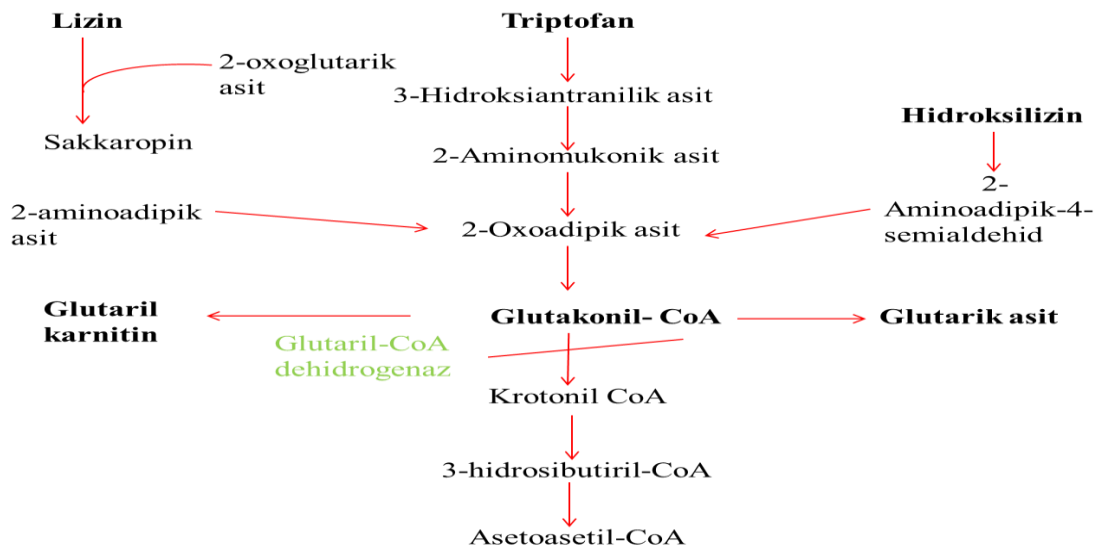 Lizin
Triptofan
2-oxoglutarik
asit
3-Hidroksiantranilik asit
Hidroksilizin
Sakkaropin
2-Aminomukonik asit
2-
Aminoadipik-4-
semialdehid
2-aminoadipik
asit
2-Oxoadipik asit
Glutaril
karnitin
Glutakonil- CoA
Glutarik asit
Glutaril-CoA
dehidrogenaz
Krotonil CoA
3-hidrosibutiril-CoA
Asetoasetil-CoA